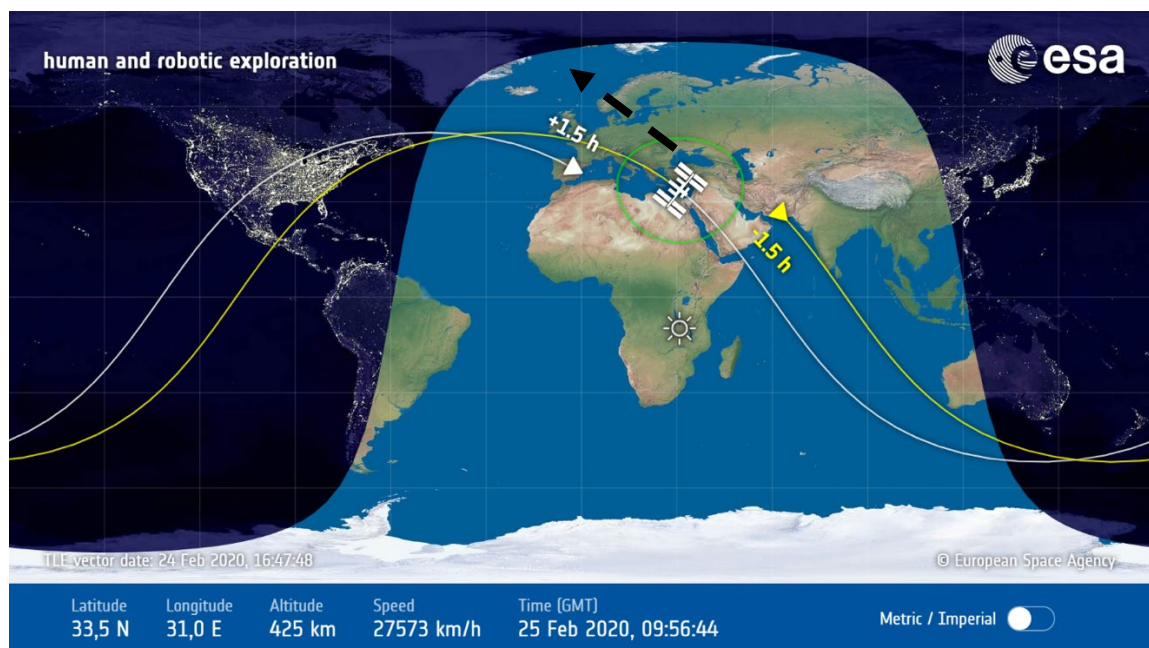 human and robotic exploration
esa
+1.5 h
-1.5 h
TLE vector date: 24 Feb 2020, 16:47:48
© European Space Agency
Latitude
33,5 N
Longitude
31,0 E
Altitude
425 km
Speed
27573 km/h
Time (GMT)
25 Feb 2020, 09:56:44
Metric / Imperial